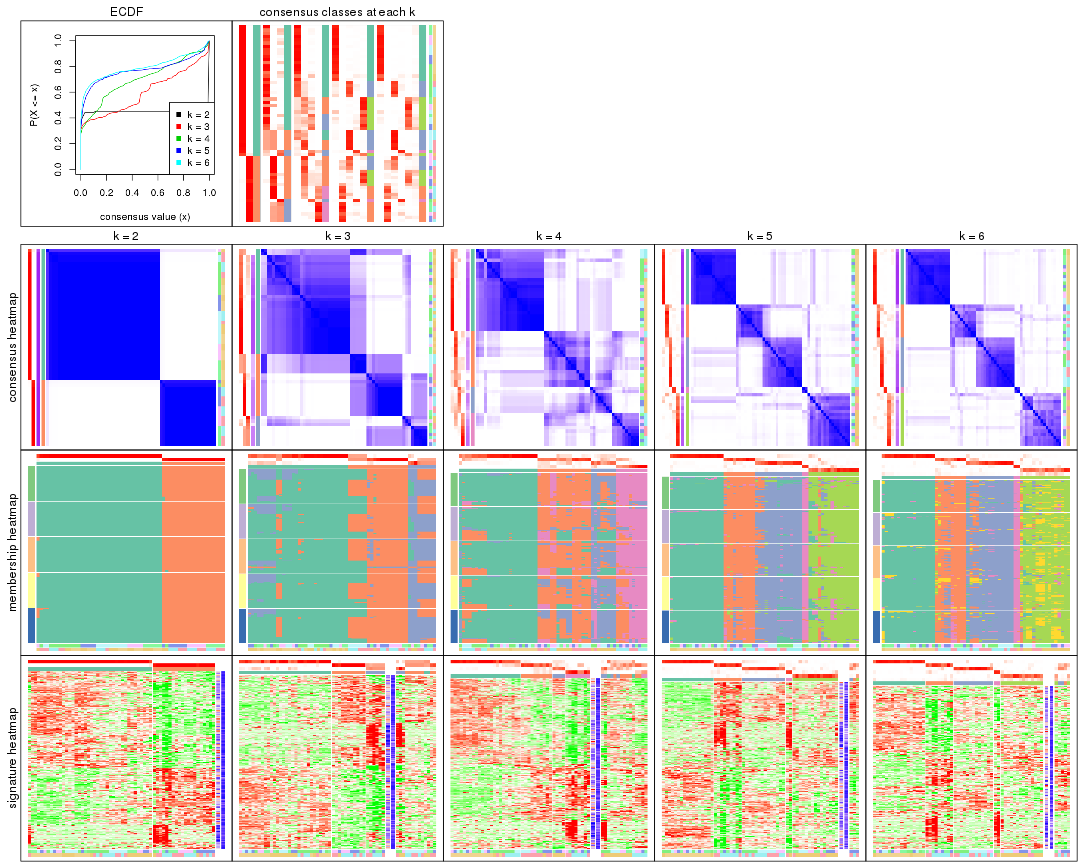 ECDF
consensus classes at each k
P(X <= x)
0.0 0.2 0.4 0.6 0.8 1.0
k = 2
k = 3
k = 4
k = 5
k = 6
0.0 0.2 0.4 0.6 0.8 1.0
consensus value (x)
k = 2
k = 3
k = 4
k = 5
k = 6
consensus heatmap
membership heatmap
signature heatmap